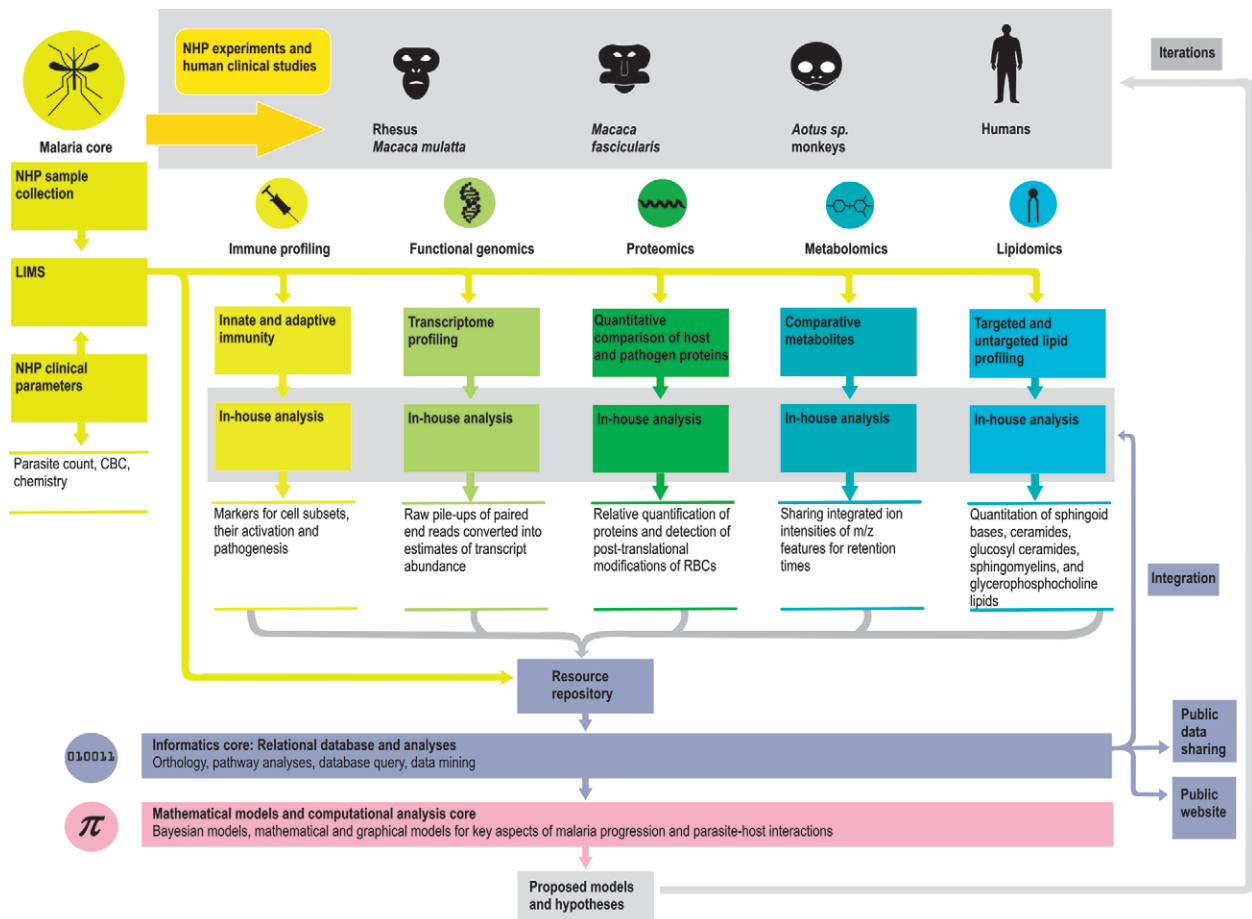 NHP experiments and
human clinical studies
Iterations
Malaria core
Rhesus
Macaca mulatta
Macaca
fascicularis
Aotus sp.
monkeys
Humans
NHP sample
collection
LIMS
NHP clinical
parameters
Parasite count, CBC,
chemistry
Immune profiling
Functional genomics
Proteomics
Metabolomics
Lipidomics
Innate and adaptive
immunity
Transcriptome
profiling
Quantitative
comparison of host
and pathogen proteins
Comparative
metabolites
Targeted and
untargeted lipid
profiling
In-house analysis
In-house analysis
In-house analysis
In-house analysis
In-house analysis
Markers for cell subsets,
their activation and
pathogenesis
Raw pile-ups of paired
end reads converted into
estimates of transcript
abundance
Relative quantification of
proteins and detection of
post-translational
modifications of RBCs
Sharing integrated ion
intensities of m/z
features for retention
times
Quantitation of sphingoid
bases, ceramides,
glucosyl ceramides,
sphingomyelins, and
glycerophosphocholine
lipids
Integration
Resource
repository
Public
data
sharing
010011
Informatics core: Relational database and analyses
Orthology, pathway analyses, database query, data mining
Public
website
π
Mathematical models and computational analysis core
Bayesian models, mathematical and graphical models for key aspects of malaria progression and parasite-host interactions
Proposed models
and hypotheses